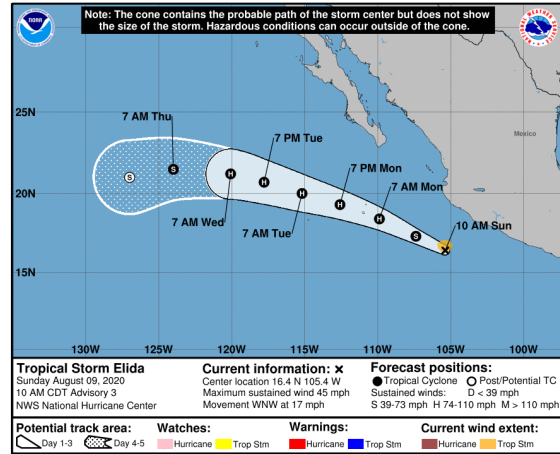 Note: The cone contains the probable path of the storm center but does not show
the size of the storm. Hazardous conditions can occur outside of the cone.
NOAA
25N
20N
15N
Mexico
7 AM Thu
7 PM Tue
7 PM Mon
7 AM Mon
10 AM Sun
7 AM Wed
7 AM Tue
S
S
H
H
H
H
H
S
130W 125W 120W 115W 110W 105W 100W
Tropical Storm Elida
Sunday August 09, 2020
10 AM CDT Advisory 3
NWS National Hurricane Center
Current information: x
Center location 16.4 N 105.4 W
Maximum sustained wind 45 mph
Movement WNW at 17 mph
Forecast positions:
Tropical Cyclone Post/Potential TC
Sustained winds: D < 39 mph
S 39-73 mph H 74-110 mph M > 110 mph
Potential track area:
Day 1-3 Day 4-5
Watches:
Hurricane Trop Stm
Warnings:
Hurricane Trop Stm
Current wind extent:
Hurricane Trop Stm